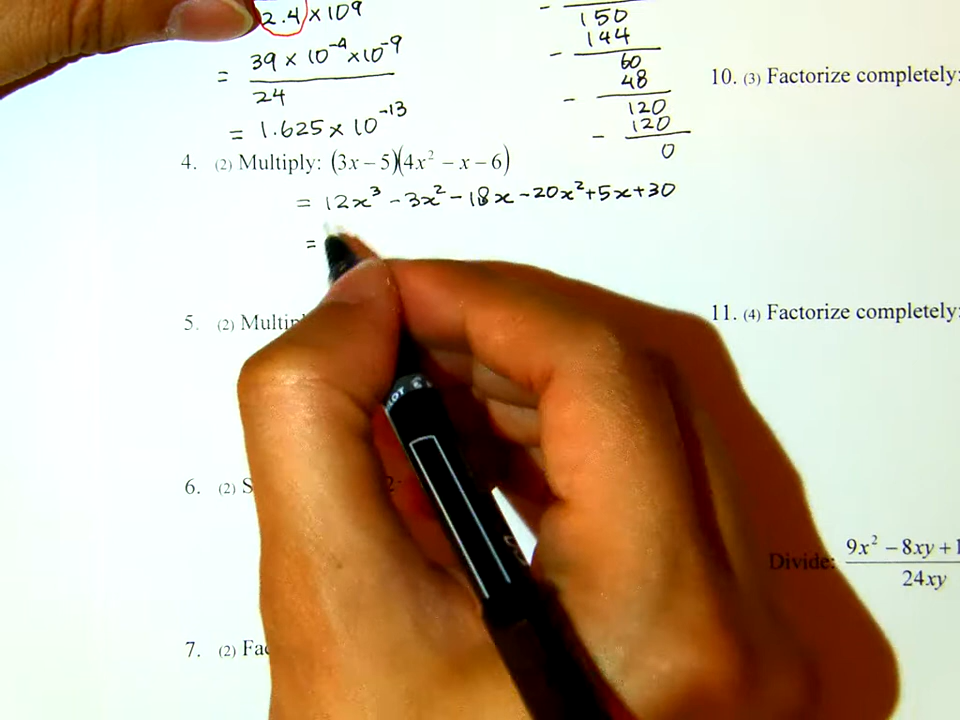 2.4 × 10⁹
= 39 × 10⁻⁴ × 10⁻⁹
24
= 1.625 × 10⁻¹³
- 150
144
- 60
48
- 120
120
- 0
4. (2) Multiply: (3x – 5)(4x² – x – 6)
= 12x³ - 3x² - 18x - 20x² + 5x + 30
=
5. (2)
6. (2)
7. (2)
10. (3) Factorize completely:
11. (4) Factorize completely:
Divide: 9x² – 8xy + 1
24xy